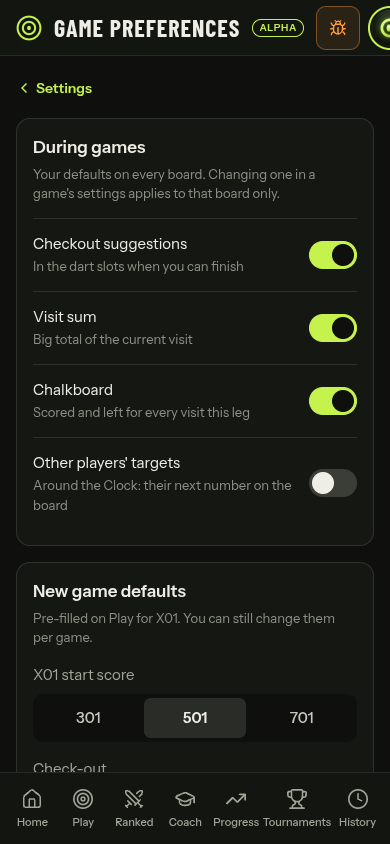 GAME PREFERENCES ALPHA
Settings
During games
Your defaults on every board. Changing one in a
game's settings applies to that board only.
Checkout suggestions
In the dart slots when you can finish
Visit sum
Big total of the current visit
Chalkboard
Scored and left for every visit this leg
Other players' targets
Around the Clock: their next number on the
board
New game defaults
Pre-filled on Play for X01. You can still change them
per game.
X01 start score
301 501 701
Check-out
Home Play Ranked Coach Progress Tournaments History